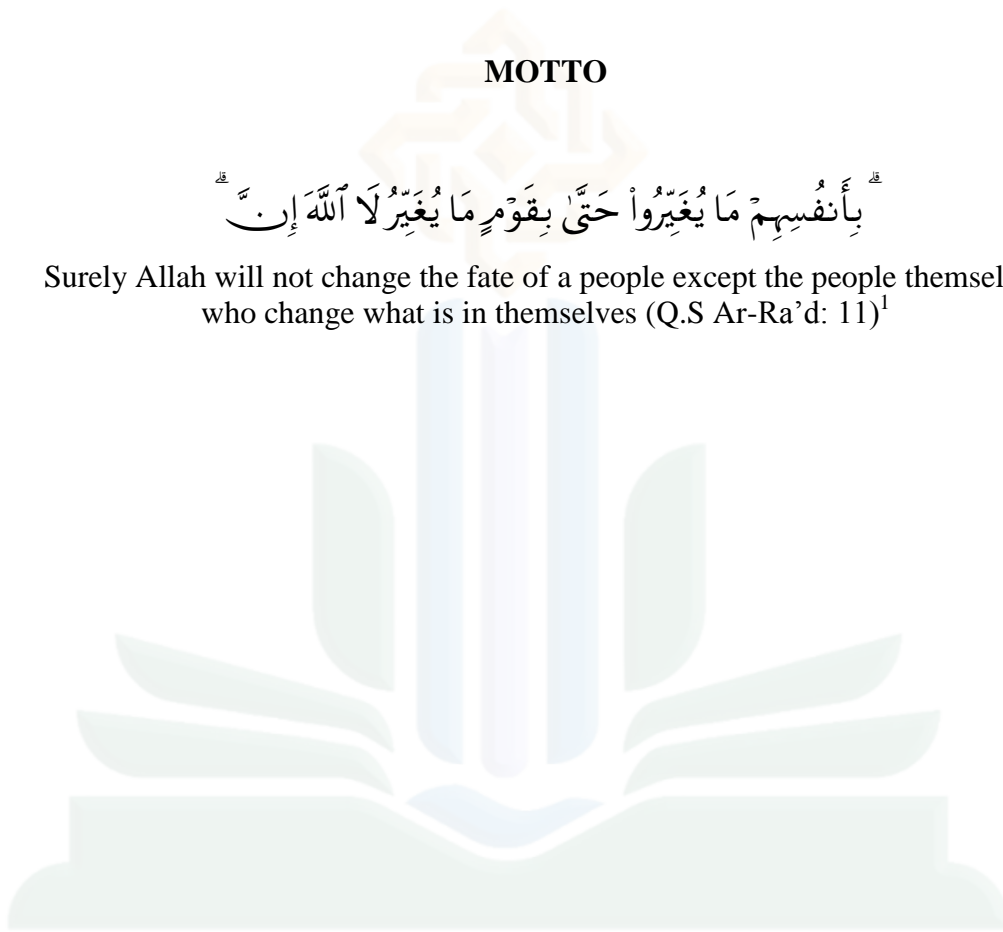 MOTTO
ۗ بِأَنفُسِهِمْ مَا يُغَيِّرُواْ حَتَّىٰ بِقَوْمٍ مَا يُغَيِّرُ لَا ٱللَّهَ إِنَّ ۗ
Surely Allah will not change the fate of a people except the people themsel
who change what is in themselves (Q.S Ar-Ra’d: 11)1